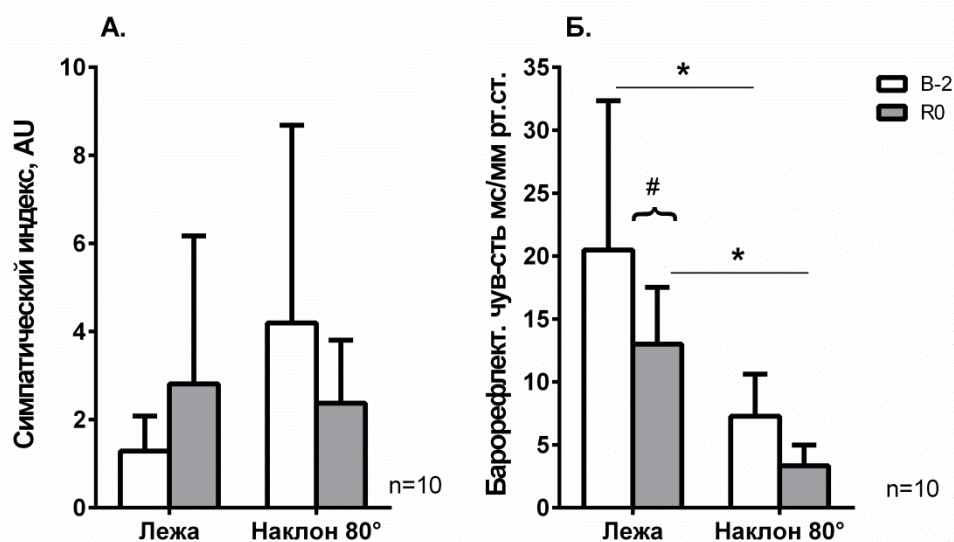 А.
Симпатический индекс, AU
10
8
6
4
2
0
Лежа
Наклон 80°
n=10
Б.
Барорефлект. чув-сть мс/мм рт.ст.
35
30
25
20
15
10
5
0
*
#
*
Лежа
Наклон 80°
n=10
B-2
R0